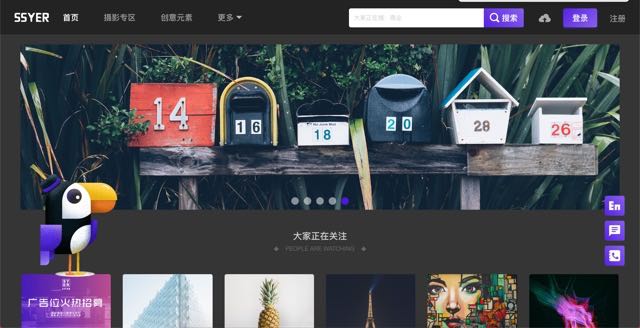 SSYER 首页 摄影专区 创意元素 更多 大家正在搜：商业 搜索 登录 注册
14 16 18 20 28 26
En
大家正在关注
PEOPLE ARE WATCHING
广告位火热招募